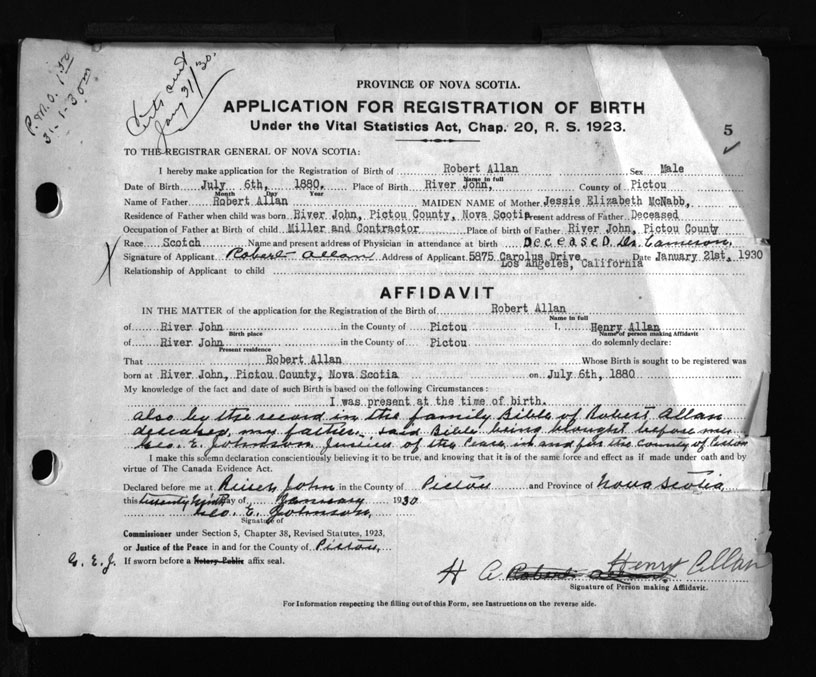 P.M.O. 1.50
31-1-30 m
Certs sent
Jany 31/30.
PROVINCE OF NOVA SCOTIA.
APPLICATION FOR REGISTRATION OF BIRTH
Under the Vital Statistics Act, Chap. 20, R. S. 1923.
5
TO THE REGISTRAR GENERAL OF NOVA SCOTIA:
I hereby make application for the Registration of Birth of Robert Allan Sex Male
Name in full
Date of Birth July 6th, 1880, Place of Birth River John, County of Pictou
Month Day Year
Name of Father Robert Allan MAIDEN NAME of Mother Jessie Elizabeth McNabb,
Residence of Father when child was born River John, Pictou County, Nova Scotia Present address of Father Deceased
Occupation of Father at Birth of child Miller and Contractor Place of birth of Father River John, Pictou County
Race Scotch Name and present address of Physician in attendance at birth Deceased Dr. Cameron.
Signature of Applicant Robert Allan Address of Applicant 5875 Carolus Drive Date January 21st, 1930
Los Angeles, California
Relationship of Applicant to child
AFFIDAVIT
IN THE MATTER of the application for the Registration of the Birth of Robert Allan
Name in full
of River John in the County of Pictou I, Henry Allan
Birth place Name of person making Affidavit
of River John in the County of Pictou do solemnly declare:
Present residence
That Robert Allan Whose Birth is sought to be registered was
born at River John, Pictou County, Nova Scotia on July 6th, 1880
My knowledge of the fact and date of such Birth is based on the following Circumstances:
I was present at the time of birth.
also by the record in the family Bible of Robert Allan
deceased, my father, said Bible being brought before me
Geo. E. Johnson, Justice of the Peace in and for the County of Pictou
I make this solemn declaration conscientiously believing it to be true, and knowing that it is of the same force and effect as if made under oath and by
virtue of The Canada Evidence Act.
Declared before me at River John in the County of Pictou and Province of Nova Scotia
this twenty ninth day of January 1930
Geo. E. Johnson,
Signature of
Commissioner under Section 5, Chapter 38, Revised Statutes, 1923,
or Justice of the Peace in and for the County of Pictou,
G. E. J. If sworn before a Notary Public affix seal.
H A Robert Allan Henry Allan
Signature of Person making Affidavit.
For Information respecting the filling out of this Form, see Instructions on the reverse side.